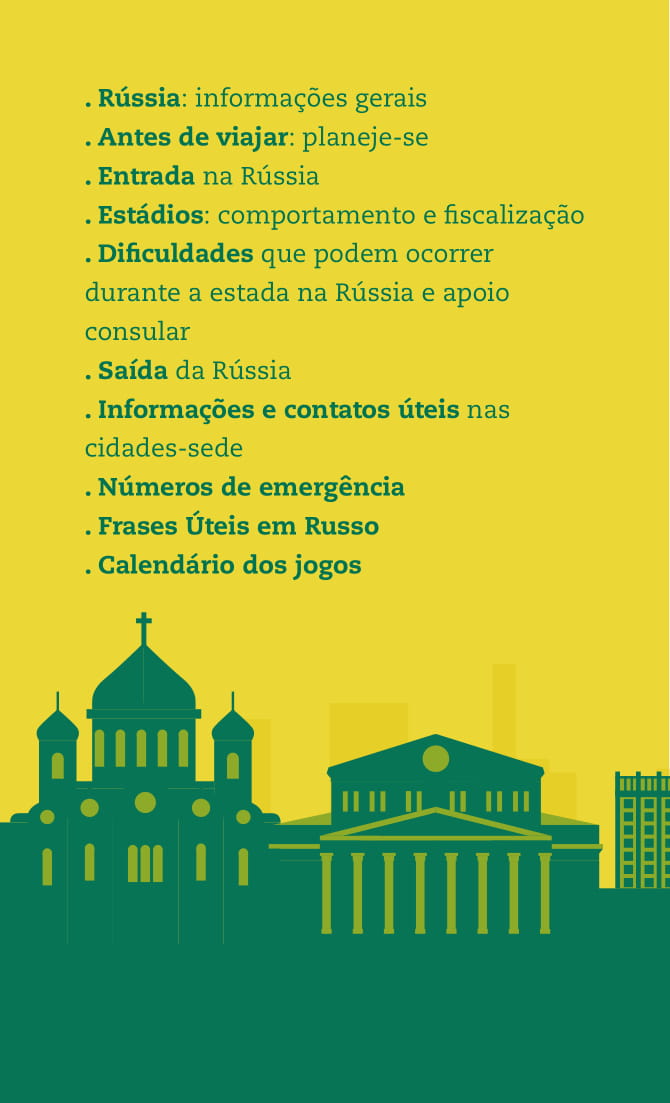 . Rússia: informações gerais
. Antes de viajar: planeje-se
. Entrada na Rússia
. Estádios: comportamento e fiscalização
. Dificuldades que podem ocorrer
durante a estada na Rússia e apoio
consular
. Saída da Rússia
. Informações e contatos úteis nas
cidades-sede
. Números de emergência
. Frases Úteis em Russo
. Calendário dos jogos